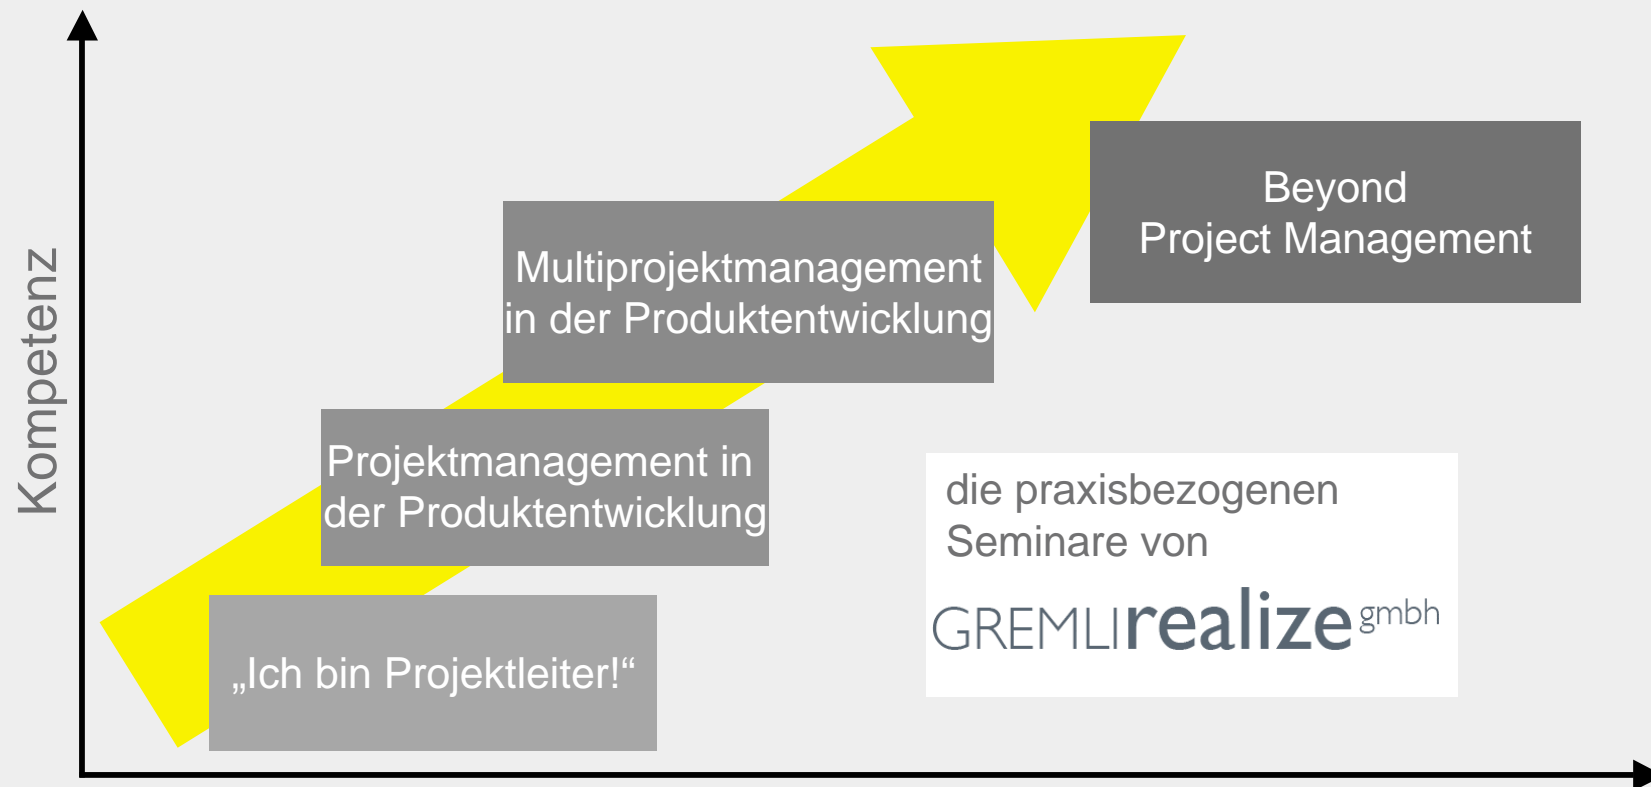 Kompetenz
Beyond
Project Management
Multiprojektmanagement
in der Produktentwicklung
Projektmanagement in
der Produktentwicklung
„Ich bin Projektleiter!“
die praxisbezogenen
Seminare von
GREMLIrealize gmbh